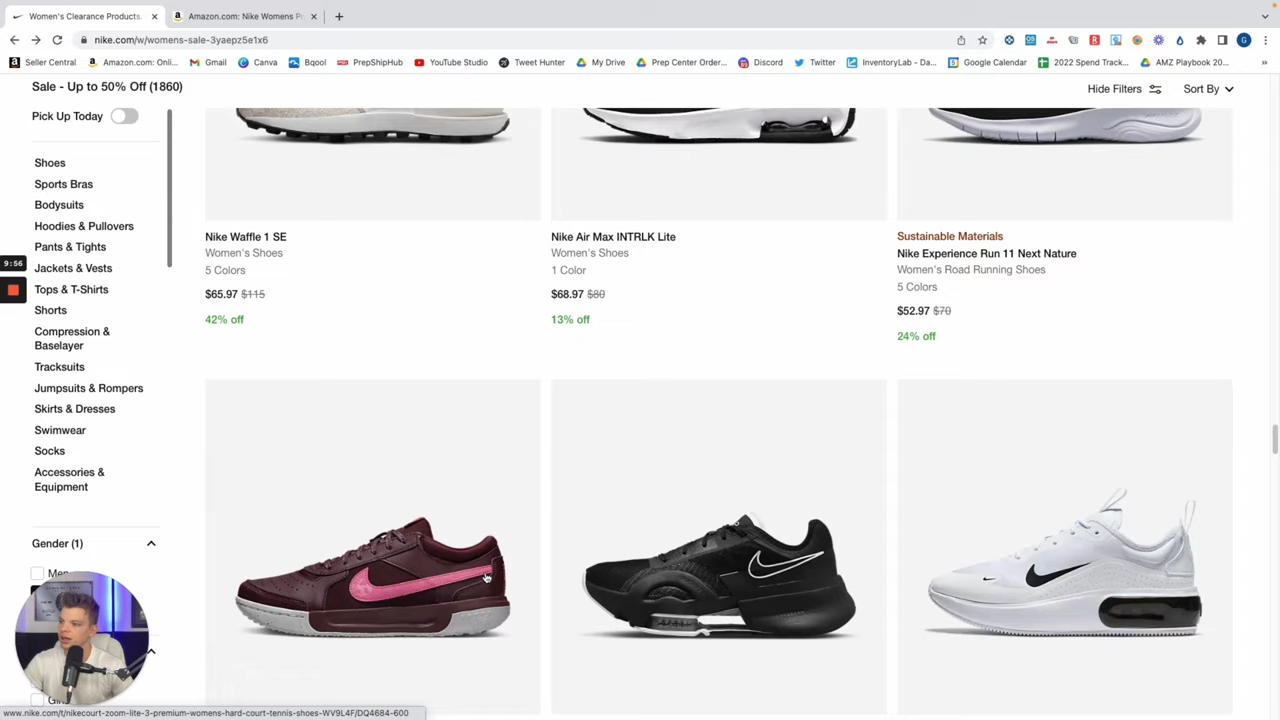 Women's Clearance Products.
Amazon.com: Nike Womens P
nike.com/w/womens-sale-3yaepz5e1x6
G
Seller Central
Amazon.com: Onli...
Gmail
Canva
Bqool
PrepShipHub
YouTube Studio
Tweet Hunter
My Drive
Prep Center Order...
Discord
Twitter
InventoryLab - Da...
Google Calendar
2022 Spend Track...
AMZ Playbook 20...
Sale - Up to 50% Off (1860)
Hide Filters
Sort By
Pick Up Today
Shoes
Sports Bras
Bodysuits
Hoodies & Pullovers
Pants & Tights
Jackets & Vests
9:56
Tops & T-Shirts
Shorts
Compression &
Baselayer
Tracksuits
Jumpsuits & Rompers
Skirts & Dresses
Swimwear
Socks
Accessories &
Equipment
Gender (1)
Nike Waffle 1 SE
Women's Shoes
5 Colors
$65.97 $115
42% off
Nike Air Max INTRLK Lite
Women's Shoes
1 Color
$68.97 $80
13% off
Sustainable Materials
Nike Experience Run 11 Next Nature
Women's Road Running Shoes
5 Colors
$52.97 $70
24% off
www.nike.com/t/nikecourt-zoom-lite-3-premium-womens-hard-court-tennis-shoes-WV9L4F/DQ4684-600